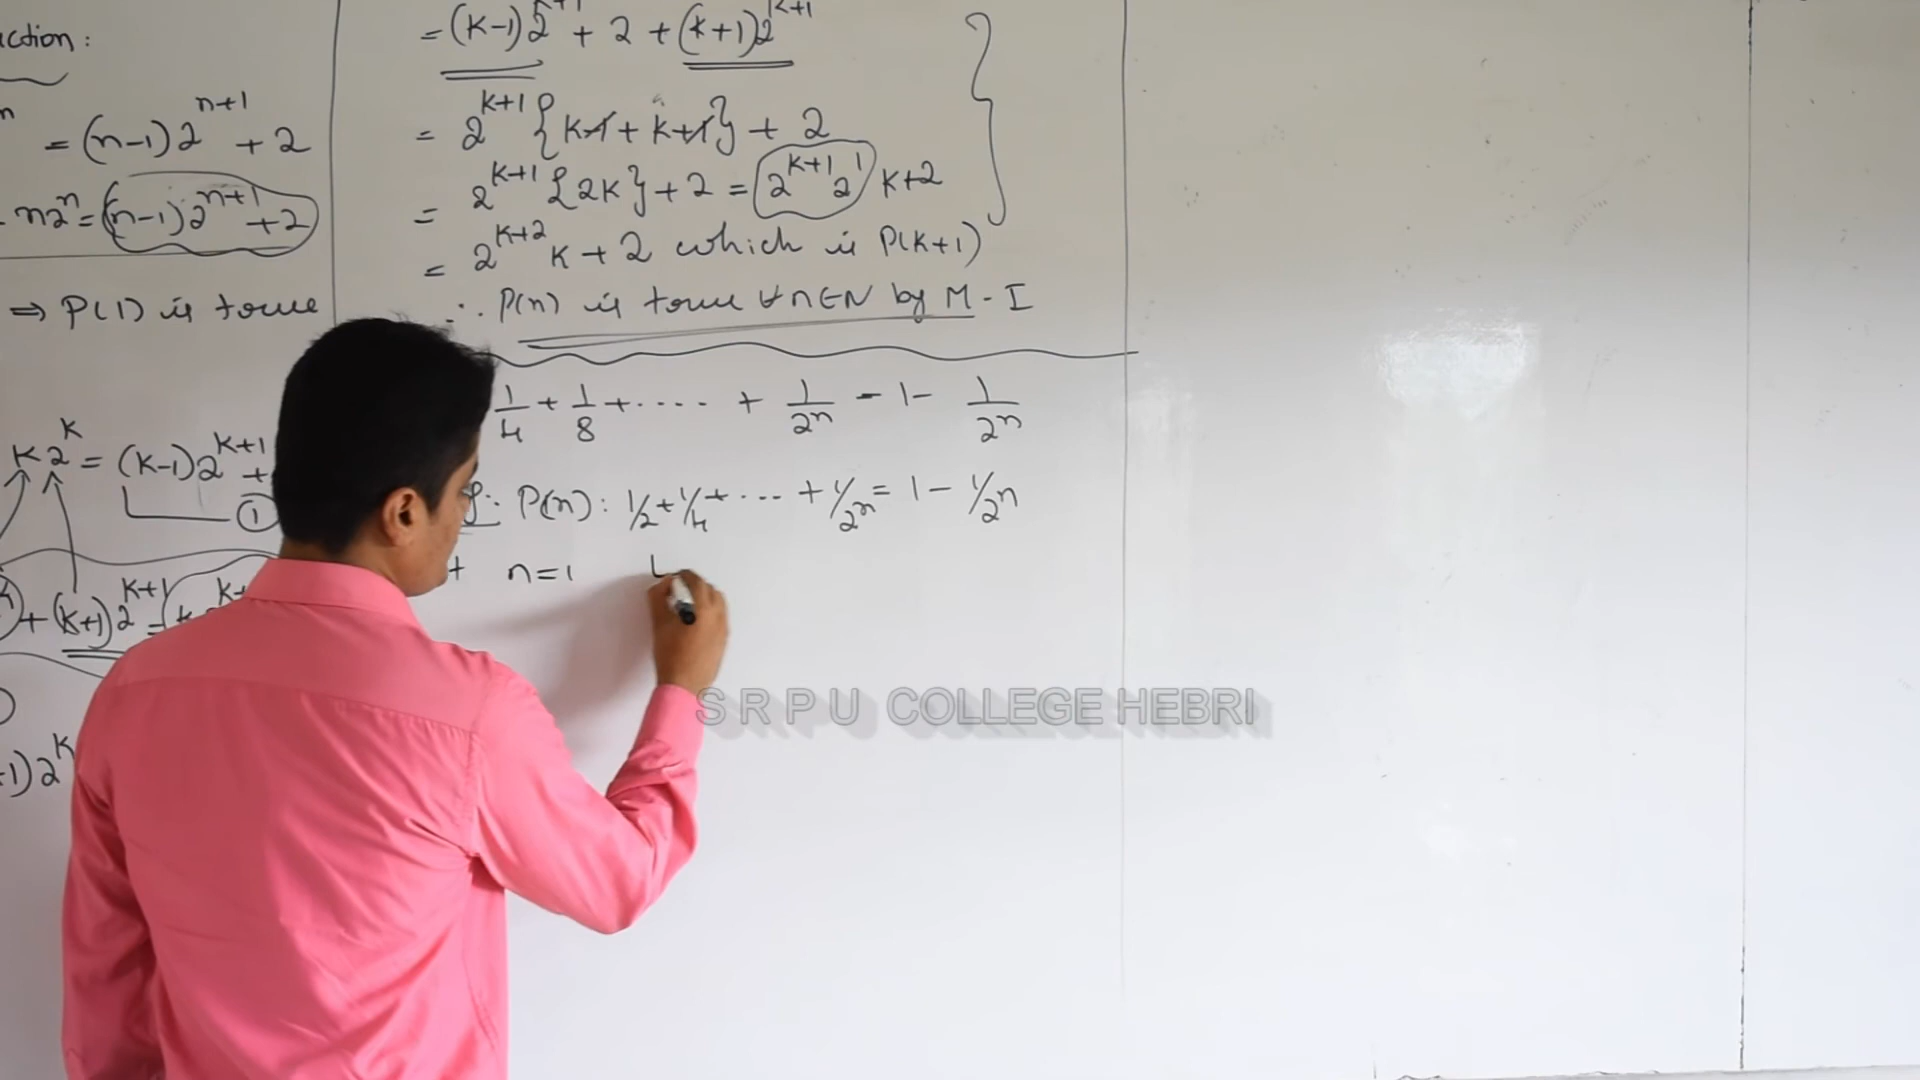 ction:
n
= (n-1)2^{n+1} + 2
n2^n = (n-1)2^{n+1} + 2
⇒ P(1) is true
k2^k = (k-1)2^{k+1} +
①
+ (k+1)2^{k+1} =
1)2^k
= (k-1)2^{k+1} + 2 + (k+1)2^{k+1}
= 2^{k+1} {k-1 + k+1} + 2
= 2^{k+1} {2k} + 2 = 2^{k+1} 2^1 k+2
= 2^{k+2} k + 2 which is P(k+1)
∴ P(n) is true ∀n∈N by M-I
1/4 + 1/8 + .... + 1/2^n = 1 - 1/2^n
f: P(n): 1/2 + 1/4 + ... + 1/2^n = 1 - 1/2^n
t n=1 L
S R P U COLLEGE HEBRI